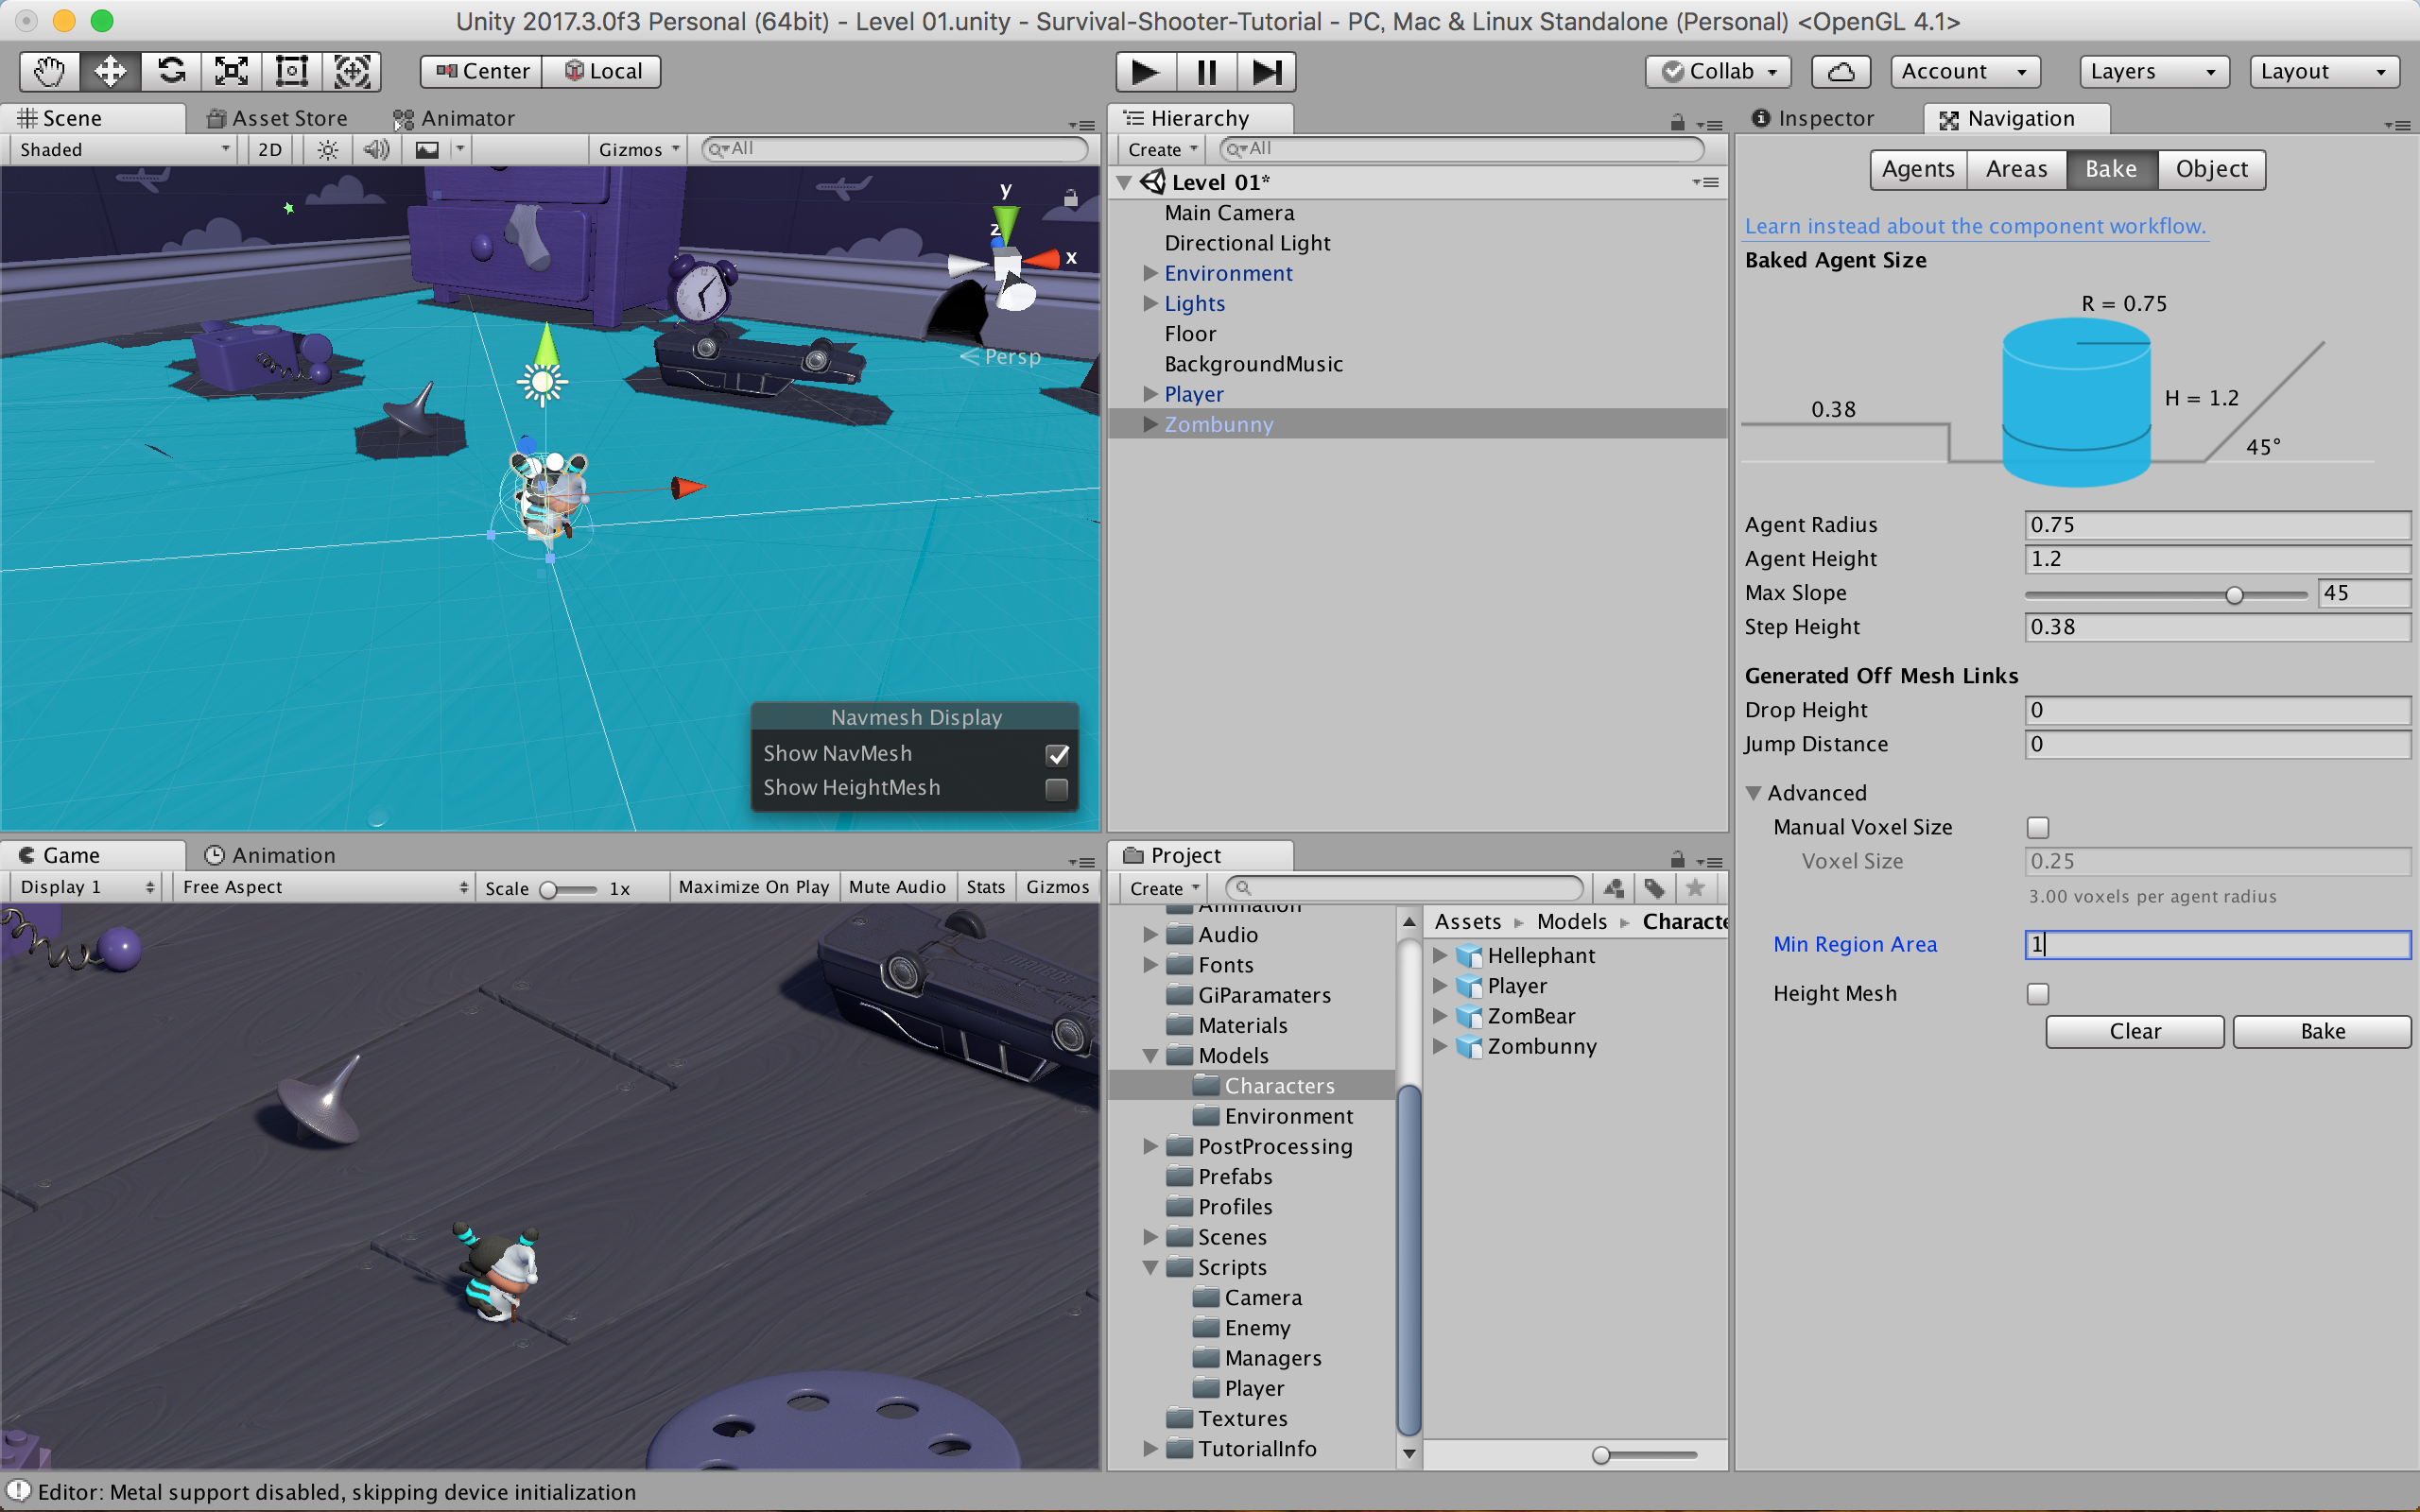 Unity 2017.3.0f3 Personal (64bit) - Level 01.unity - Survival-Shooter-Tutorial - PC, Mac & Linux Standalone (Personal) <OpenGL 4.1>
Center Local Collab Account Layers Layout
Scene Asset Store Animator
Shaded 2D Gizmos All
y
z
x
Persp
Navmesh Display
Show NavMesh
Show HeightMesh
Game Animation
Display 1 Free Aspect Scale 1x Maximize On Play Mute Audio Stats Gizmos
Hierarchy
Create All
Level 01*
Main Camera
Directional Light
Environment
Lights
Floor
BackgroundMusic
Player
Zombunny
Project
Create
Animation
Audio
Fonts
GiParamaters
Materials
Models
Characters
Environment
PostProcessing
Prefabs
Profiles
Scenes
Scripts
Camera
Enemy
Managers
Player
Textures
TutorialInfo
Assets Models Characte
Hellephant
Player
ZomBear
Zombunny
Inspector Navigation
Agents Areas Bake Object
Learn instead about the component workflow.
Baked Agent Size
R = 0.75
0.38
H = 1.2
45°
Agent Radius 0.75
Agent Height 1.2
Max Slope 45
Step Height 0.38
Generated Off Mesh Links
Drop Height 0
Jump Distance 0
Advanced
Manual Voxel Size
Voxel Size 0.25
3.00 voxels per agent radius
Min Region Area 1
Height Mesh
Clear Bake
Editor: Metal support disabled, skipping device initialization